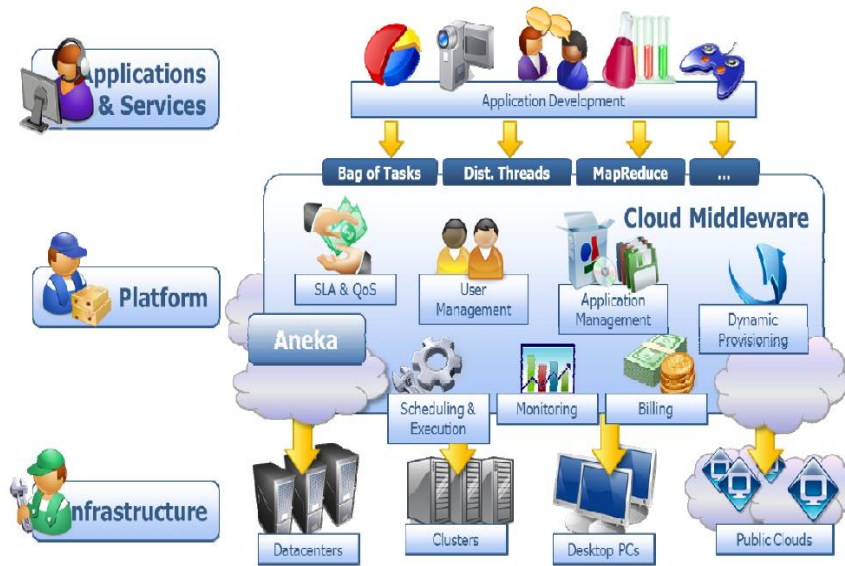 Applications
& Services
Application Development
Bag of Tasks
Dist. Threads
MapReduce
...
Cloud Middleware
SLA & QoS
User
Management
Application
Management
Dynamic
Provisioning
Platform
Aneka
Scheduling &
Execution
Monitoring
Billing
Infrastructure
Datacenters
Clusters
Desktop PCs
Public Clouds